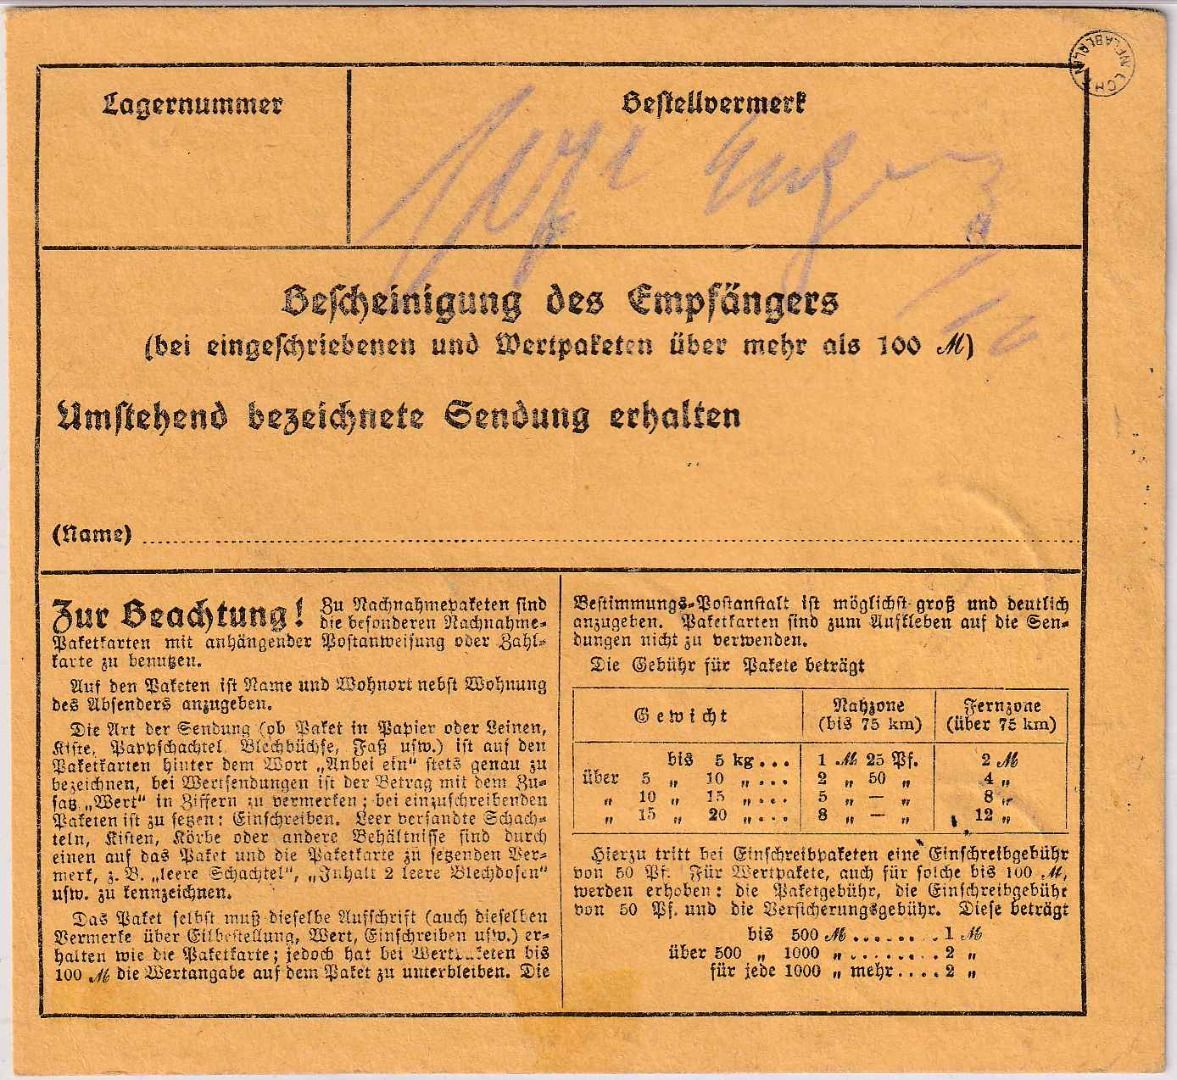 Lagernummer
Bestellvermerk
Bescheinigung des Empfängers
(bei eingeschriebenen und Wertpaketen über mehr als 100 ℳ)
Umstehend bezeichnete Sendung erhalten
(Name)
Zur Beachtung! Zu Nachnahmepaketen sind
die besonderen Nachnahme-
Paketkarten mit anhängender Postanweisung oder Zahl-
karte zu benutzen.
Auf den Paketen ist Name und Wohnort nebst Wohnung
des Absenders anzugeben.
Die Art der Sendung (ob Paket in Papier oder Leinen,
Kiste, Pappschachtel, Blechbüchse, Faß usw.) ist auf den
Paketkarten hinter dem Wort „Anbei ein“ stets genau zu
bezeichnen, bei Wertsendungen ist der Betrag mit dem Zu-
satz „Wert“ in Ziffern zu vermerken; bei einzuschreibenden
Paketen ist zu setzen: Einschreiben. Leer versandte Schach-
teln, Kisten, Körbe oder andere Behältnisse sind durch
einen auf das Paket und die Paketkarte zu setzenden Ver-
merk, z. B. „leere Schachtel“, „Inhalt 2 leere Blechdosen“
usw. zu kennzeichnen.
Das Paket selbst muß dieselbe Aufschrift (auch dieselben
Vermerke über Eilbestellung, Wert, Einschreiben usw.) er-
halten wie die Paketkarte; jedoch hat bei Wertpaketen bis
100 ℳ die Wertangabe auf dem Paket zu unterbleiben. Die
Bestimmungs-Postanstalt ist möglichst groß und deutlich
anzugeben. Paketkarten sind zum Aufkleben auf die Sen-
dungen nicht zu verwenden.
Die Gebühr für Pakete beträgt
Gewicht Nahzone (bis 75 km) Fernzone (über 75 km)
bis 5 kg... 1 ℳ 25 Pf. 2 ℳ
über 5 „ 10 „ ... 2 „ 50 „ 4 „
„ 10 „ 15 „ ... 5 „ — „ 8 „
„ 15 „ 20 „ ... 8 „ — „ 12 „
Hierzu tritt bei Einschreibpaketen eine Einschreibgebühr
von 50 Pf. Für Wertpakete, auch für solche bis 100 ℳ,
werden erhoben: die Paketgebühr, die Einschreibgebühr
von 50 Pf. und die Versicherungsgebühr. Diese beträgt
bis 500 ℳ ........ 1 ℳ
über 500 „ 1000 „ ........ 2 „
für jede 1000 „ mehr .... 2 „